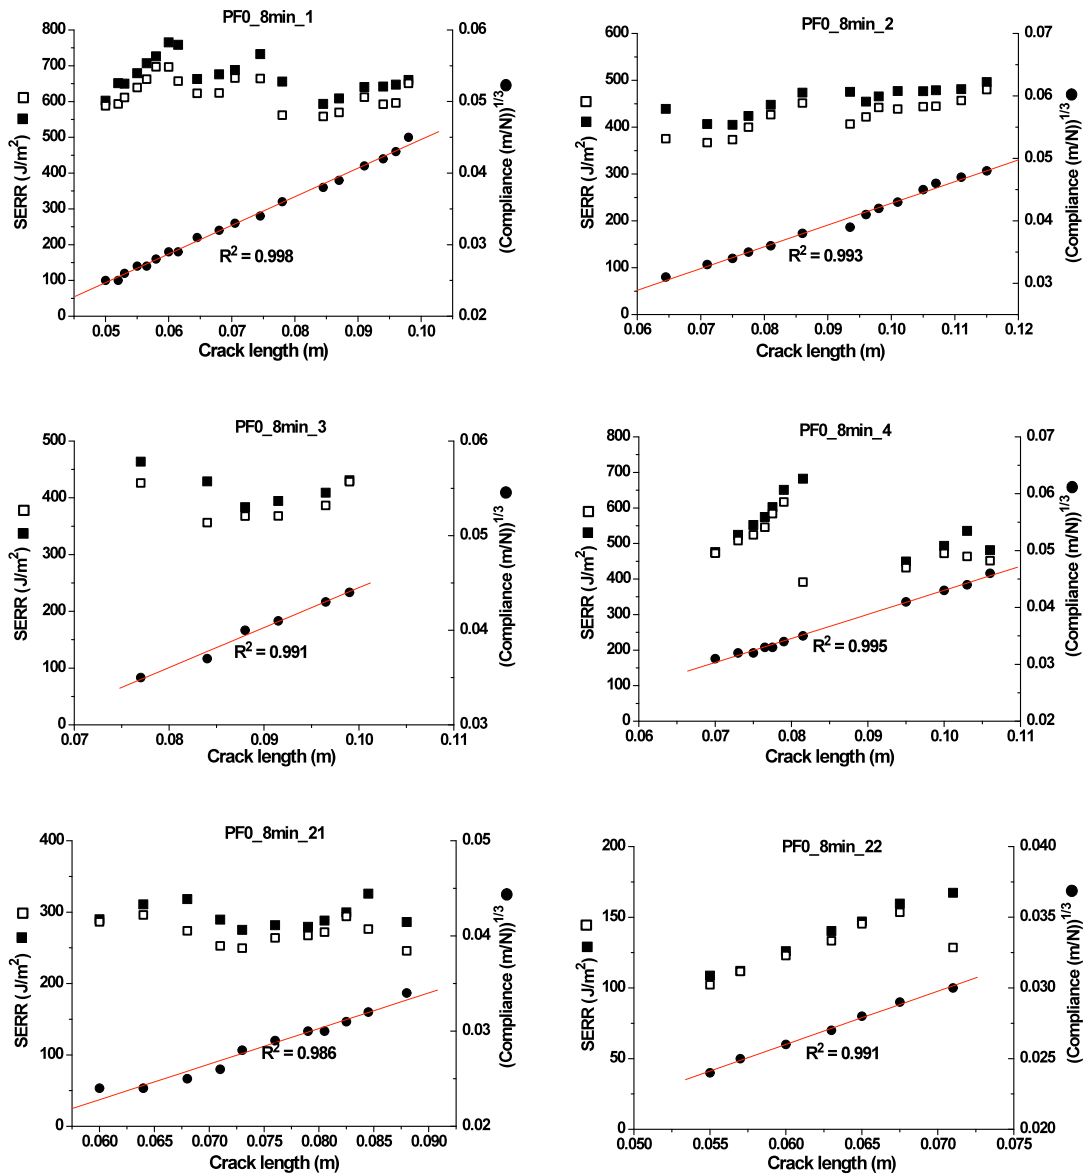 PF0_8min_1
800
700
600
500
400
300
200
100
0
0.06
0.05
0.04
0.03
0.02
0.05 0.06 0.07 0.08 0.09 0.10
SERR (J/m²)
(Compliance (m/N))^1/3
R² = 0.998
Crack length (m)
PF0_8min_2
600
500
400
300
200
100
0
0.07
0.06
0.05
0.04
0.03
0.06 0.07 0.08 0.09 0.10 0.11 0.12
SERR (J/m²)
(Compliance (m/N))^1/3
R² = 0.993
Crack length (m)
PF0_8min_3
500
400
300
200
100
0
0.06
0.05
0.04
0.03
0.07 0.08 0.09 0.10 0.11
SERR (J/m²)
(Compliance (m/N))^1/3
R² = 0.991
Crack length (m)
PF0_8min_4
800
700
600
500
400
300
200
100
0
0.07
0.06
0.05
0.04
0.03
0.02
0.06 0.07 0.08 0.09 0.10 0.11
SERR (J/m²)
(Compliance (m/N))^1/3
R² = 0.995
Crack length (m)
PF0_8min_21
400
300
200
100
0
0.05
0.04
0.03
0.02
0.060 0.065 0.070 0.075 0.080 0.085 0.090
SERR (J/m²)
(Compliance (m/N))^1/3
R² = 0.986
Crack length (m)
PF0_8min_22
200
150
100
50
0
0.040
0.035
0.030
0.025
0.020
0.050 0.055 0.060 0.065 0.070 0.075
SERR (J/m²)
(Compliance (m/N))^1/3
R² = 0.991
Crack length (m)